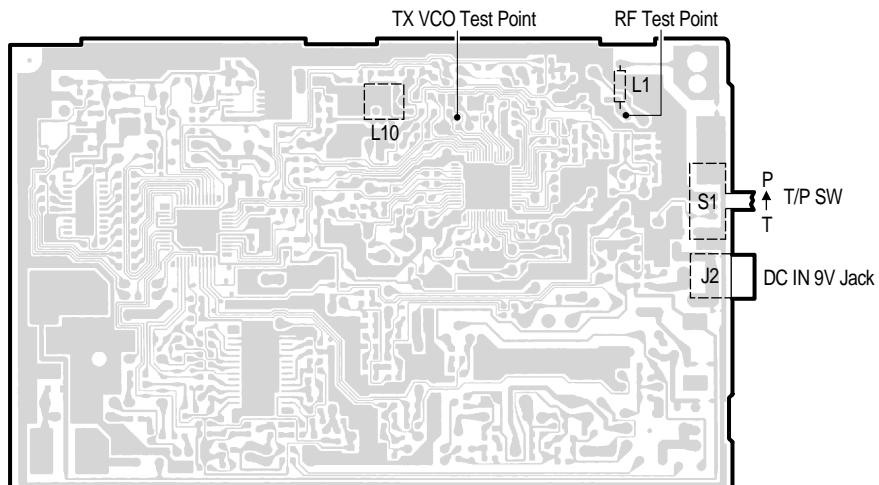 TX VCO Test Point
RF Test Point
L1
L10
P
S1
T/P SW
T
J2
DC IN 9V Jack